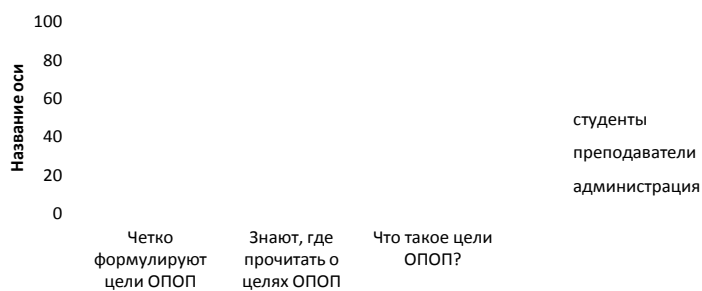 100
80
60
40
20
0
Название оси
Четко
формулируют
цели ОПОП
Знают, где
прочитать о
целях ОПОП
Что такое цели
ОПОП?
студенты
преподаватели
администрация